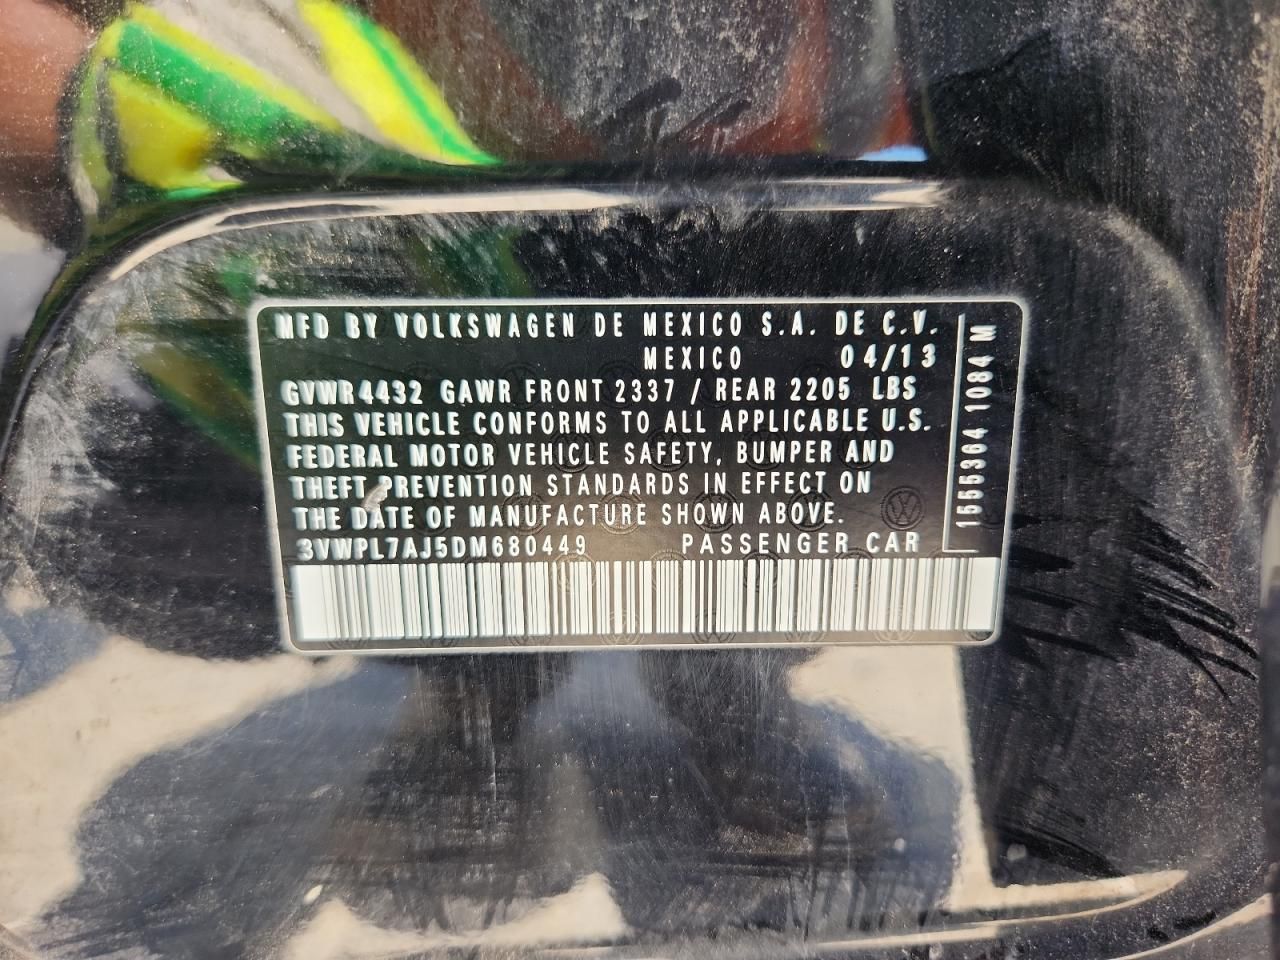 MFD BY VOLKSWAGEN DE MEXICO S.A. DE C.V.
MEXICO 04/13
GVWR4432 GAWR FRONT 2337 / REAR 2205 LBS
THIS VEHICLE CONFORMS TO ALL APPLICABLE U.S.
FEDERAL MOTOR VEHICLE SAFETY, BUMPER AND
THEFT PREVENTION STANDARDS IN EFFECT ON
THE DATE OF MANUFACTURE SHOWN ABOVE.
3VWPL7AJ5DM680449 PASSENGER CAR
155364 1084 M